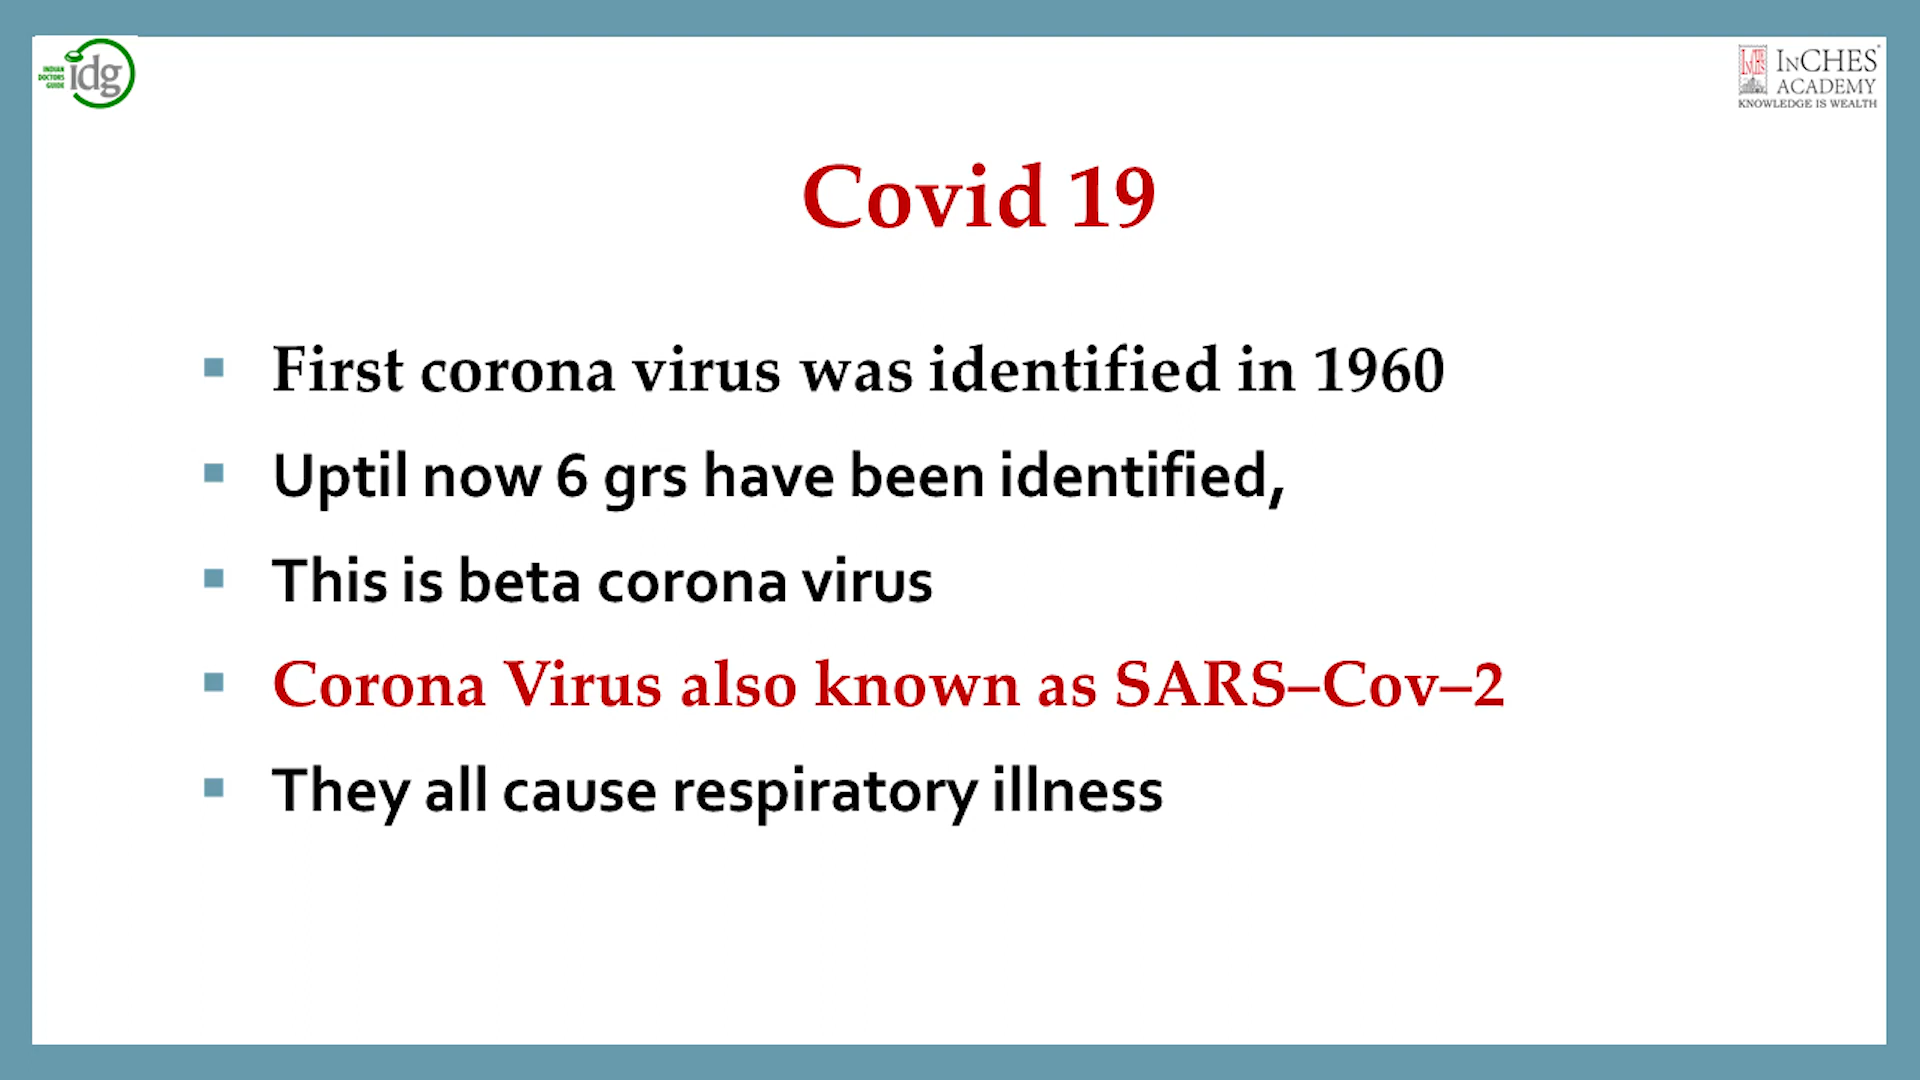 INDIAN
DOCTORS
GUIDE
idg
INCHES
ACADEMY
KNOWLEDGE IS WEALTH
Covid 19
First corona virus was identified in 1960
Uptil now 6 grs have been identified,
This is beta corona virus
Corona Virus also known as SARS–Cov–2
They all cause respiratory illness